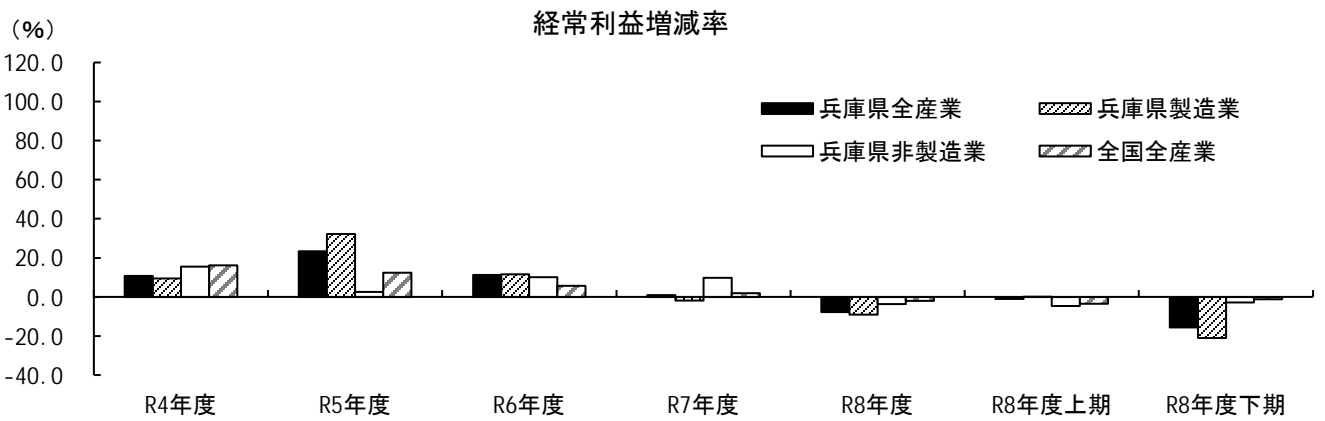 経常利益増減率
(%)
120.0
100.0
80.0
60.0
40.0
20.0
0.0
-20.0
-40.0
兵庫県全産業
兵庫県製造業
兵庫県非製造業
全国全産業
R4年度
R5年度
R6年度
R7年度
R8年度
R8年度上期
R8年度下期